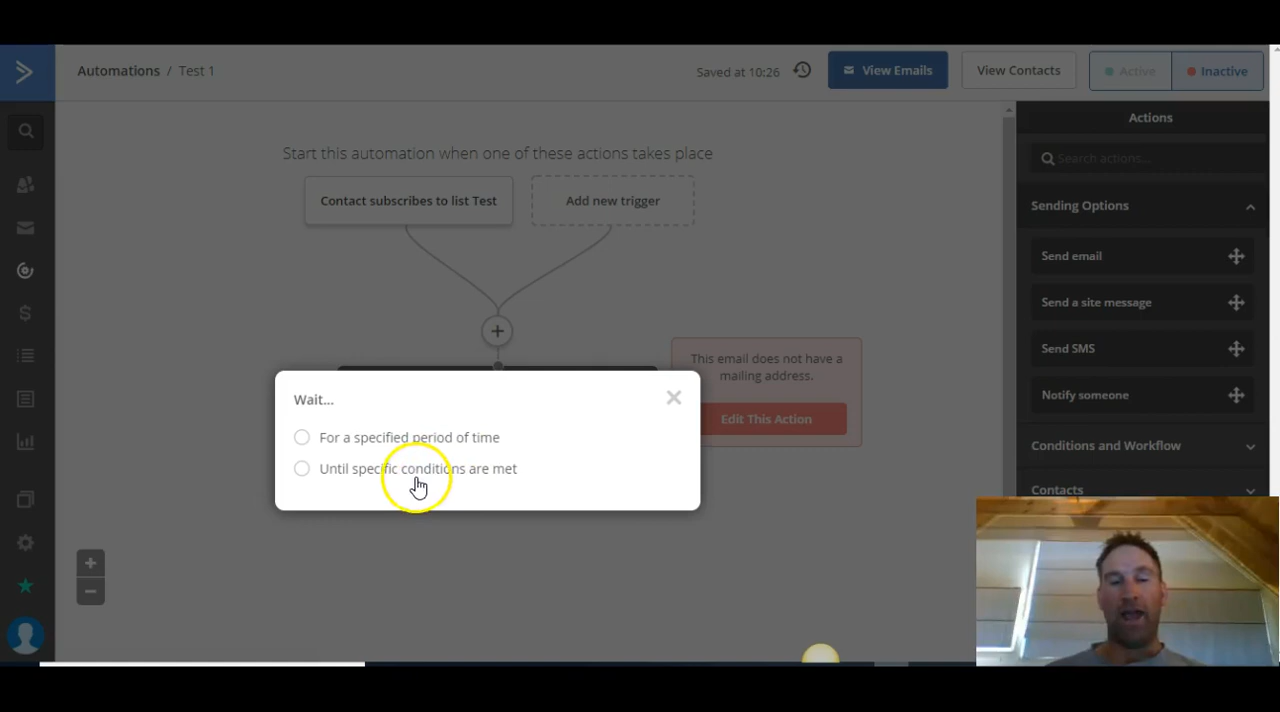 Automations / Test 1
Saved at 10:26
View Emails
View Contacts
Active
Inactive
Start this automation when one of these actions takes place
Contact subscribes to list Test
Add new trigger
+
This email does not have a
mailing address.
Edit This Action
Wait...
For a specified period of time
Until specific conditions are met
+
−
Actions
Search actions...
Sending Options
Send email
Send a site message
Send SMS
Notify someone
Conditions and Workflow
Contacts